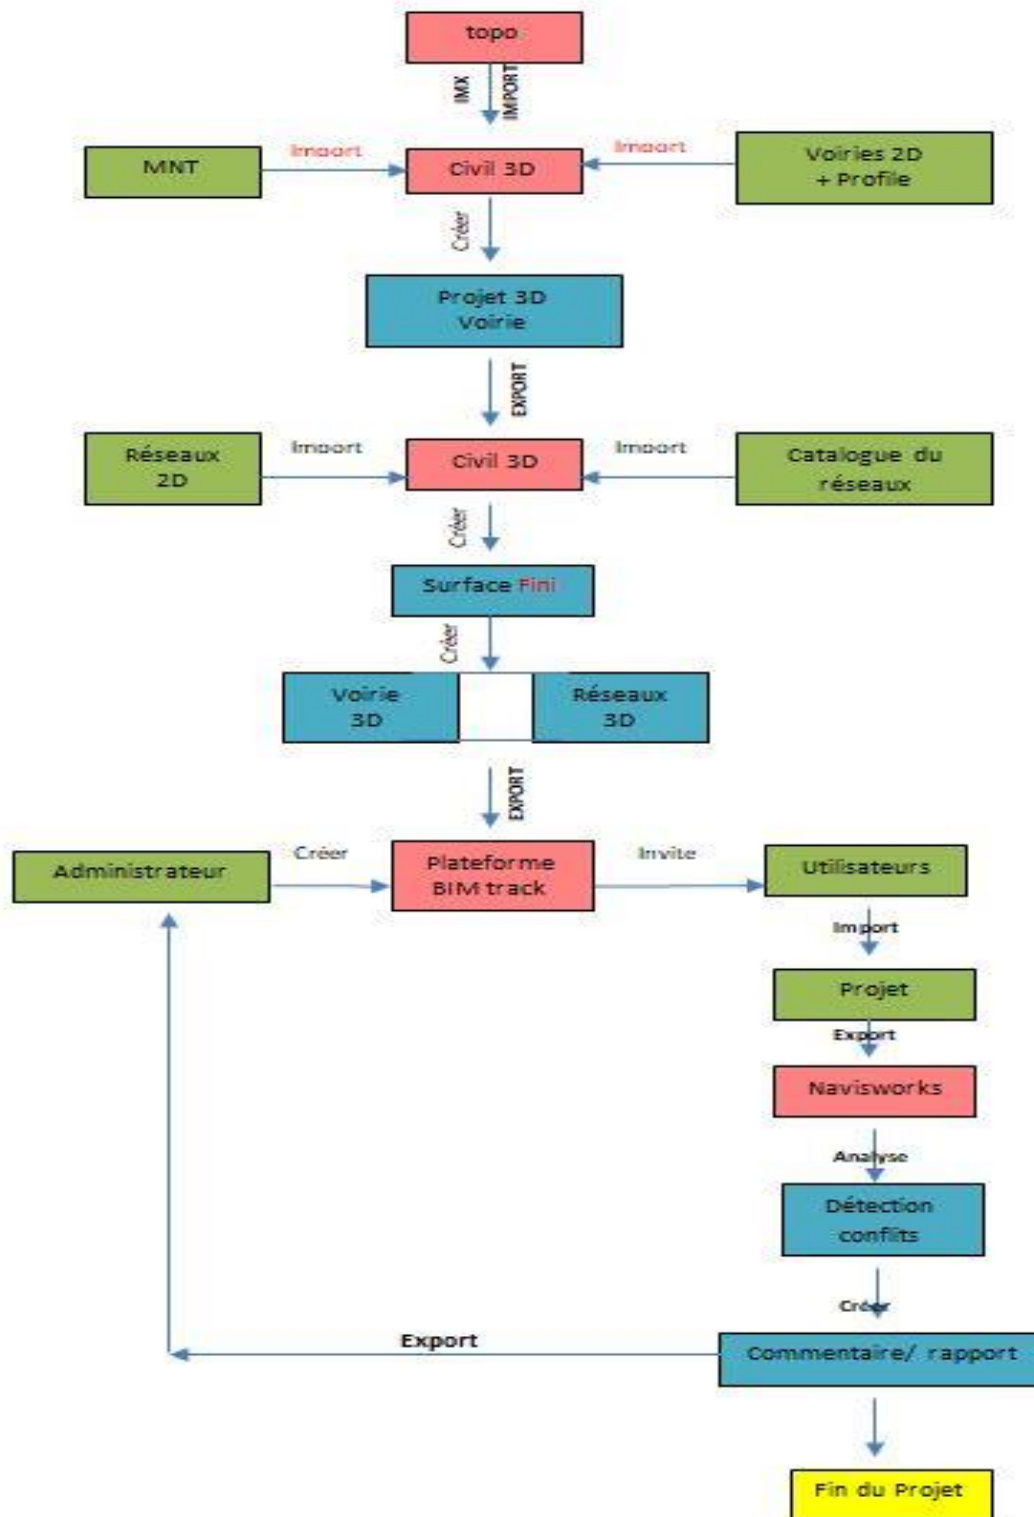 topo
IMX
IMPORT
MNT
Import
Civil 3D
Import
Voiries 2D
+ Profile
Créer
Projet 3D
Voirie
EXPORT
Réseaux
2D
Import
Civil 3D
Import
Catalogue du
réseaux
Créer
Surface Fini
Créer
Voirie
3D
Réseaux
3D
EXPORT
Administrateur
Créer
Plateforme
BIM track
Invite
Utilisateurs
Import
Projet
Export
Navisworks
Analyse
Détection
conflits
Créer
Export
Commentaire/ rapport
Fin du Projet